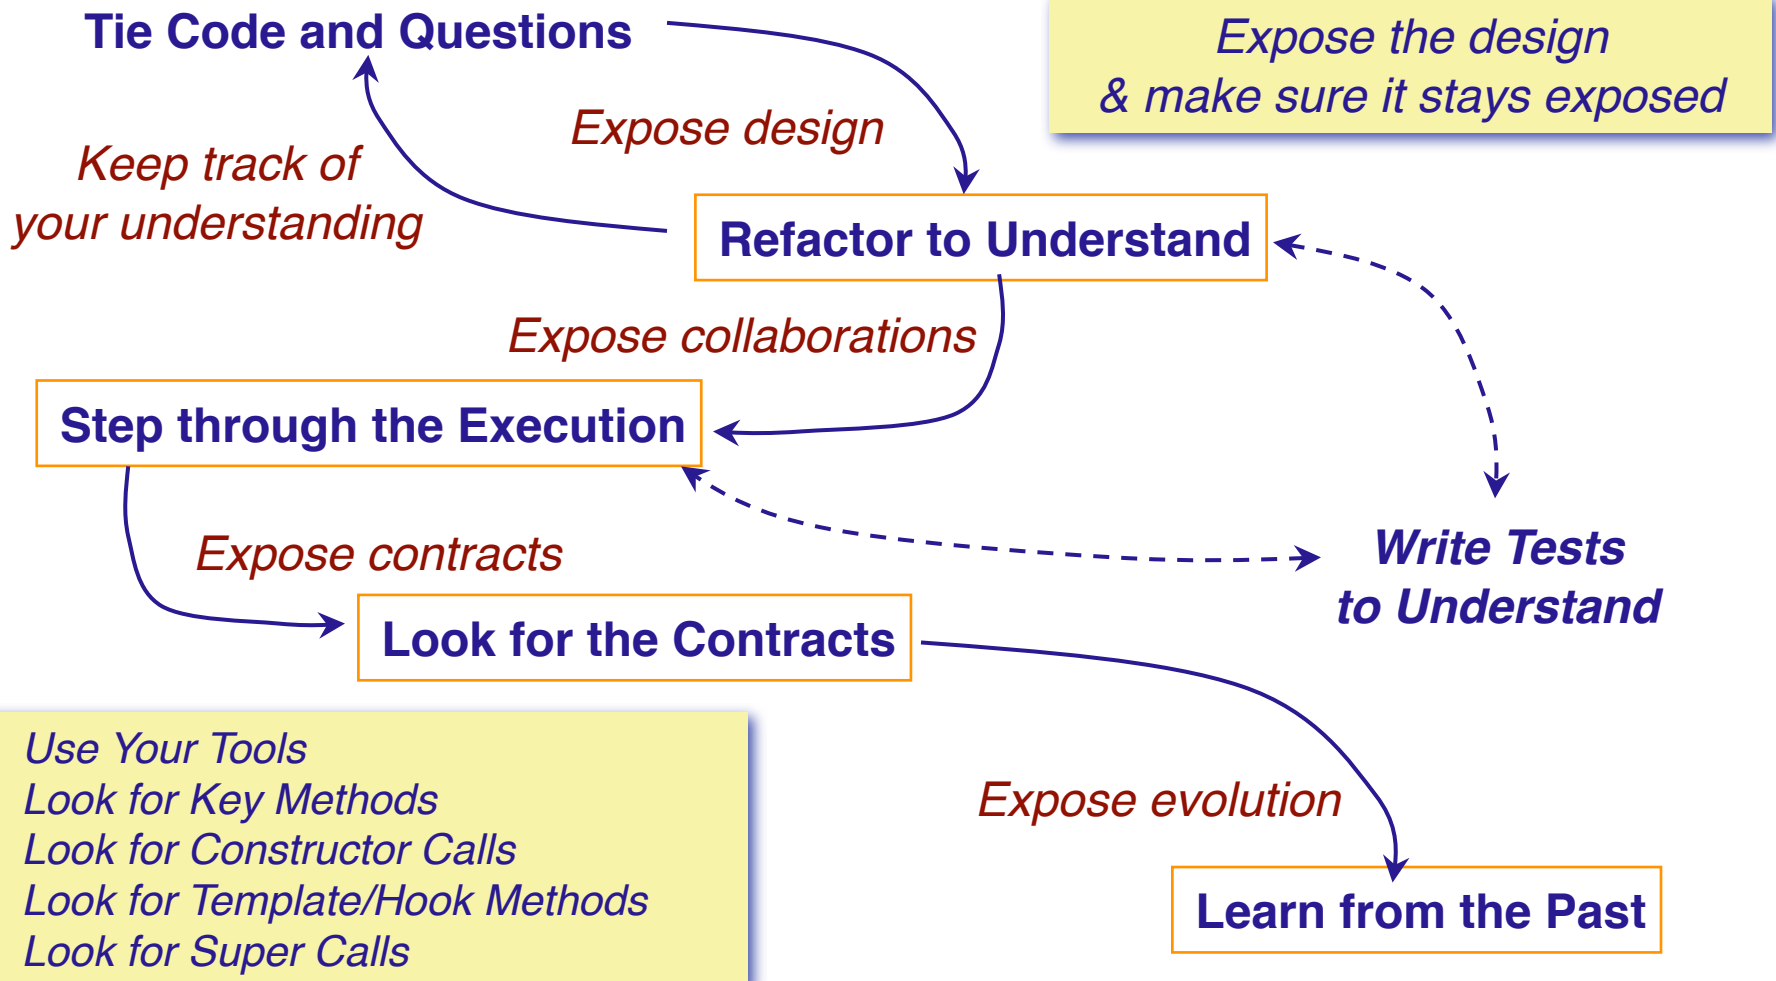 Tie Code and Questions
Expose the design
& make sure it stays exposed
Expose design
Keep track of
your understanding
Refactor to Understand
Expose collaborations
Step through the Execution
Expose contracts
Write Tests
to Understand
Look for the Contracts
Use Your Tools
Look for Key Methods
Look for Constructor Calls
Look for Template/Hook Methods
Look for Super Calls
Expose evolution
Learn from the Past